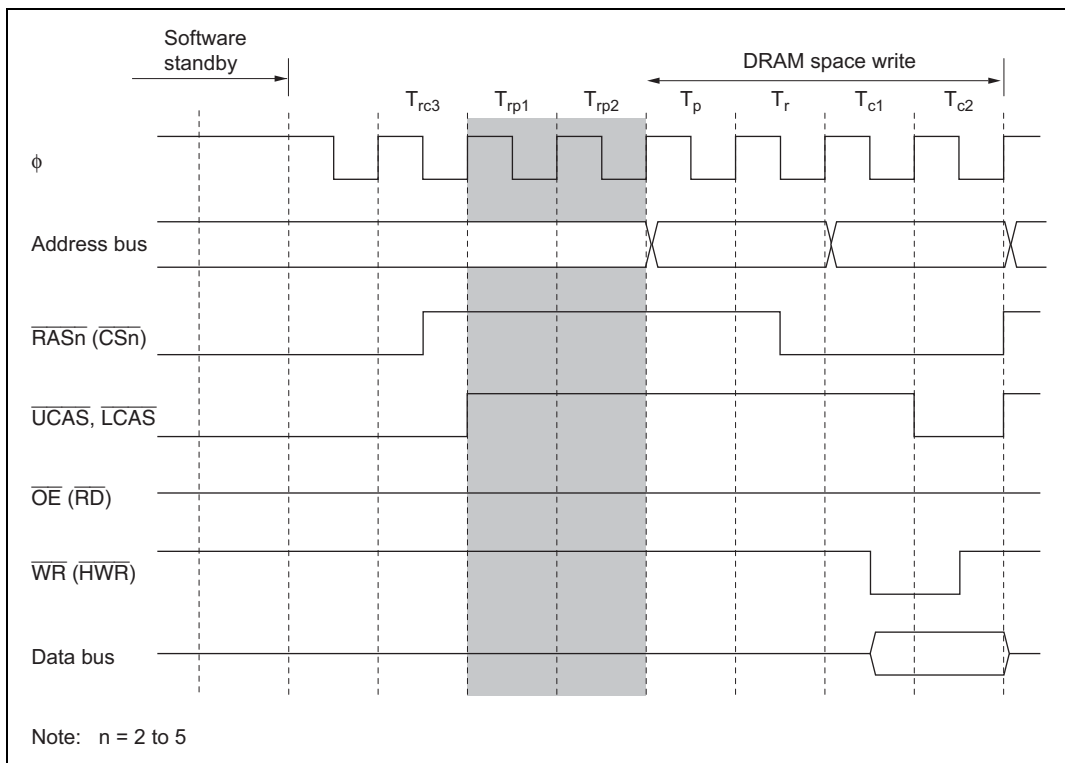 Software
standby
DRAM space write
Trc3 Trp1 Trp2 Tp Tr Tc1 Tc2
ϕ
Address bus
RASn (CSn)
UCAS, LCAS
OE (RD)
WR (HWR)
Data bus
Note: n = 2 to 5